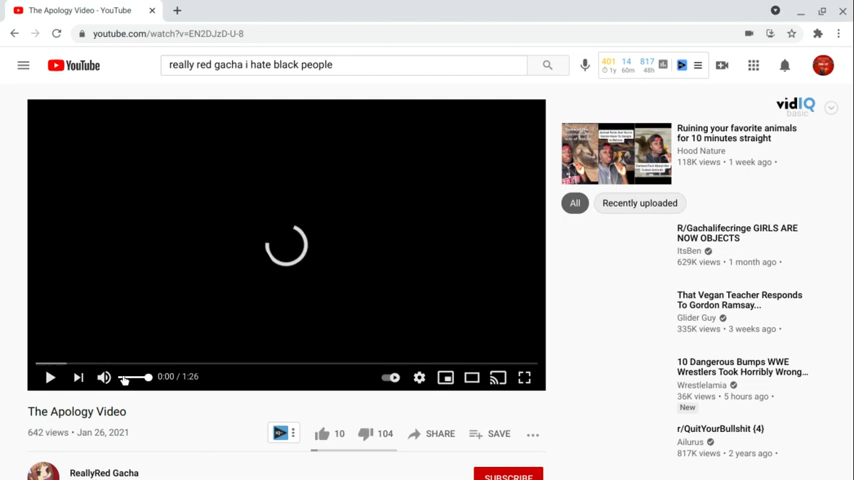 The Apology Video - YouTube
youtube.com/watch?v=EN2DJzD-U-8
YouTube
really red gacha i hate black people
401 14 817
1y 60m 48h
vidIQ
basic
Ruining your favorite animals
for 10 minutes straight
Hood Nature
118K views • 1 week ago •
All Recently uploaded
R/Gachalifecringe GIRLS ARE
NOW OBJECTS
ItsBen
629K views • 1 month ago •
That Vegan Teacher Responds
To Gordon Ramsay...
Glider Guy
335K views • 3 weeks ago •
10 Dangerous Bumps WWE
Wrestlers Took Horribly Wrong...
Wrestlelamia
36K views • 5 hours ago •
New
r/QuitYourBullshit {4}
Ailurus
817K views • 2 years ago •
0:00 / 1:26
The Apology Video
642 views • Jan 26, 2021
10 104 SHARE SAVE
ReallyRed Gacha
SUBSCRIBE